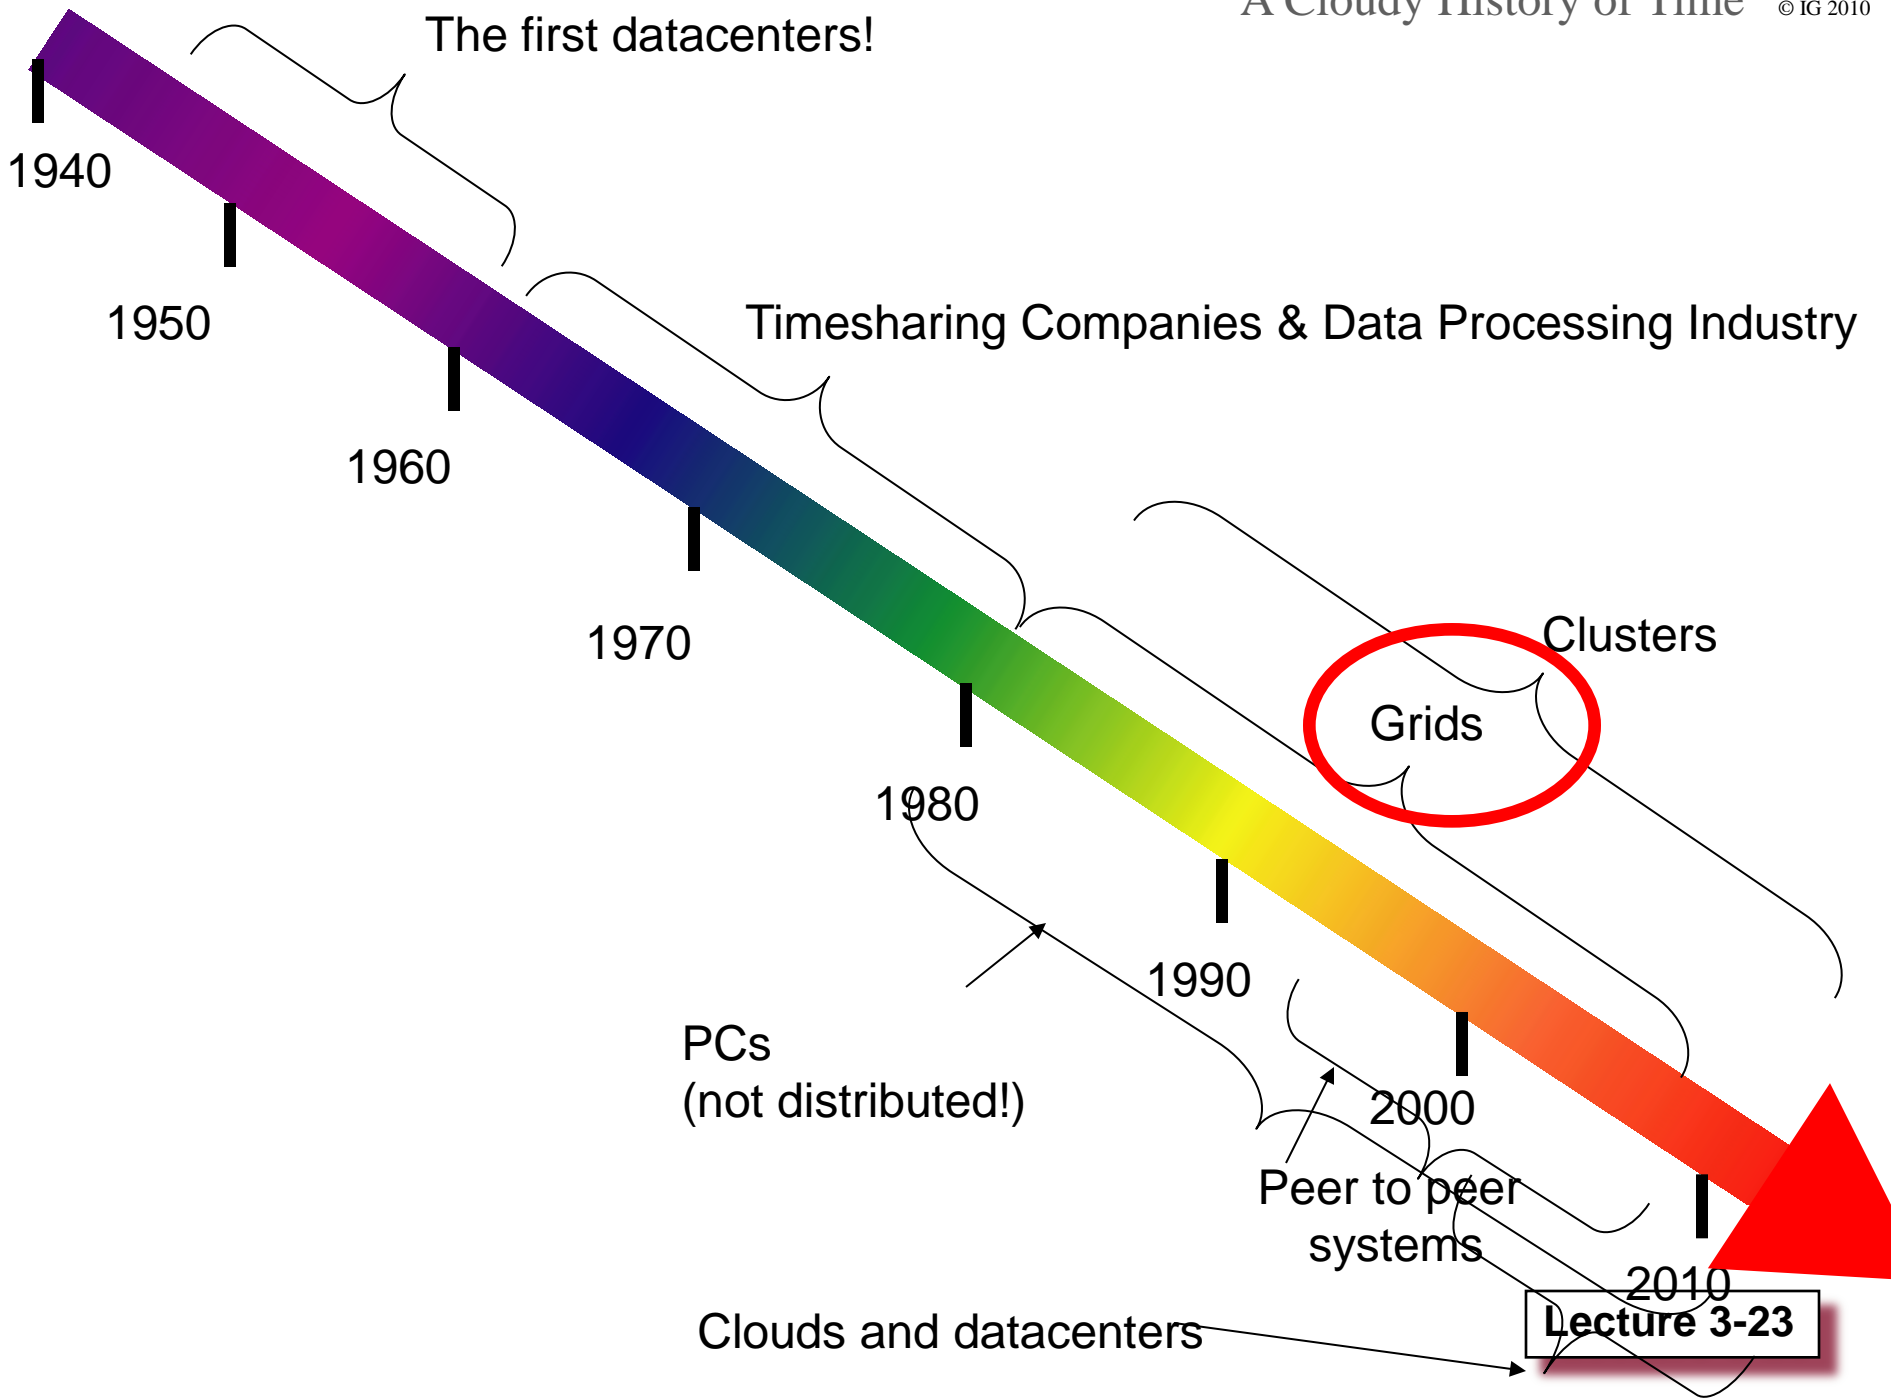 A Cloudy History of Time
© IG 2010
The first datacenters!
1940
1950
Timesharing Companies & Data Processing Industry
1960
1970
Clusters
Grids
1980
1990
PCs
(not distributed!)
2000
Peer to peer
systems
2010
Lecture 3-23
Clouds and datacenters